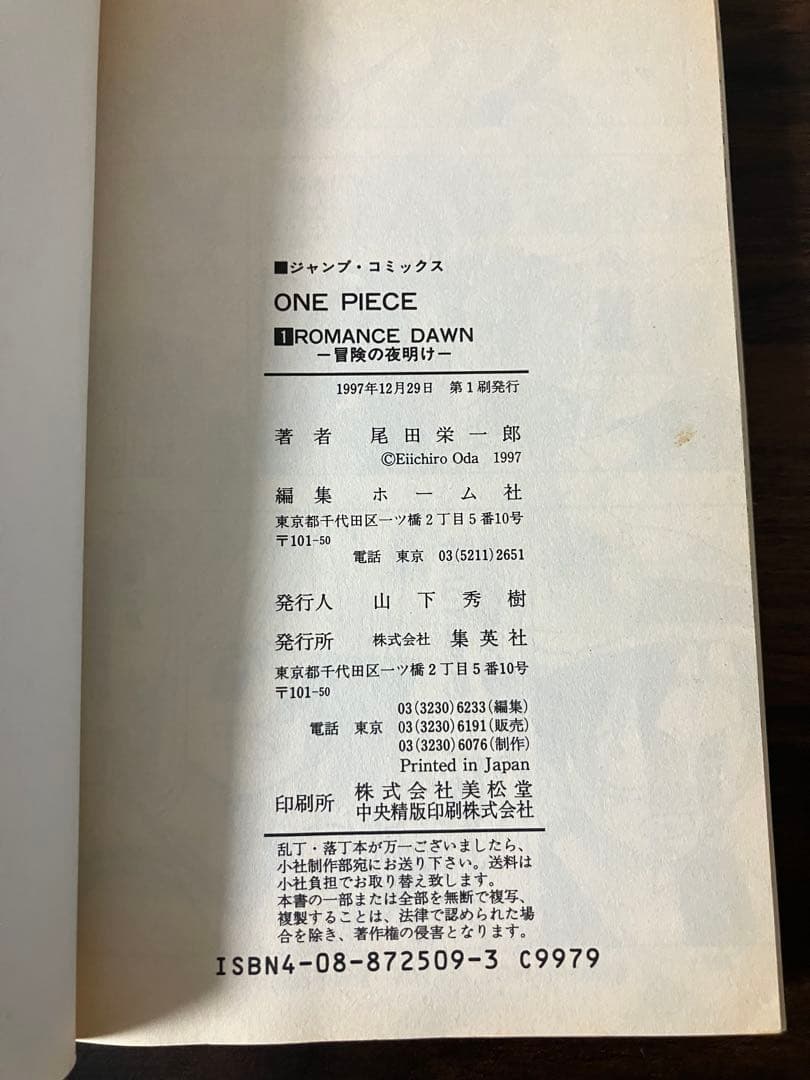 ■ジャンプ・コミックス
ONE PIECE
1 ROMANCE DAWN
―冒険の夜明け―
1997年12月29日　第1刷発行
著者　尾田栄一郎
©Eiichiro Oda 1997
編集　ホーム社
東京都千代田区一ツ橋2丁目5番10号
〒101-50
電話　東京　03(5211)2651
発行人　山下秀樹
発行所　株式会社　集英社
東京都千代田区一ツ橋2丁目5番10号
〒101-50
03(3230)6233(編集)
電話　東京　03(3230)6191(販売)
03(3230)6076(制作)
Printed in Japan
印刷所　株式会社美松堂
中央精版印刷株式会社
乱丁・落丁本が万一ございましたら、
小社制作部宛にお送り下さい。送料は
小社負担でお取り替え致します。
本書の一部または全部を無断で複写、
複製することは、法律で認められた場
合を除き、著作権の侵害となります。
ISBN4-08-872509-3 C9979